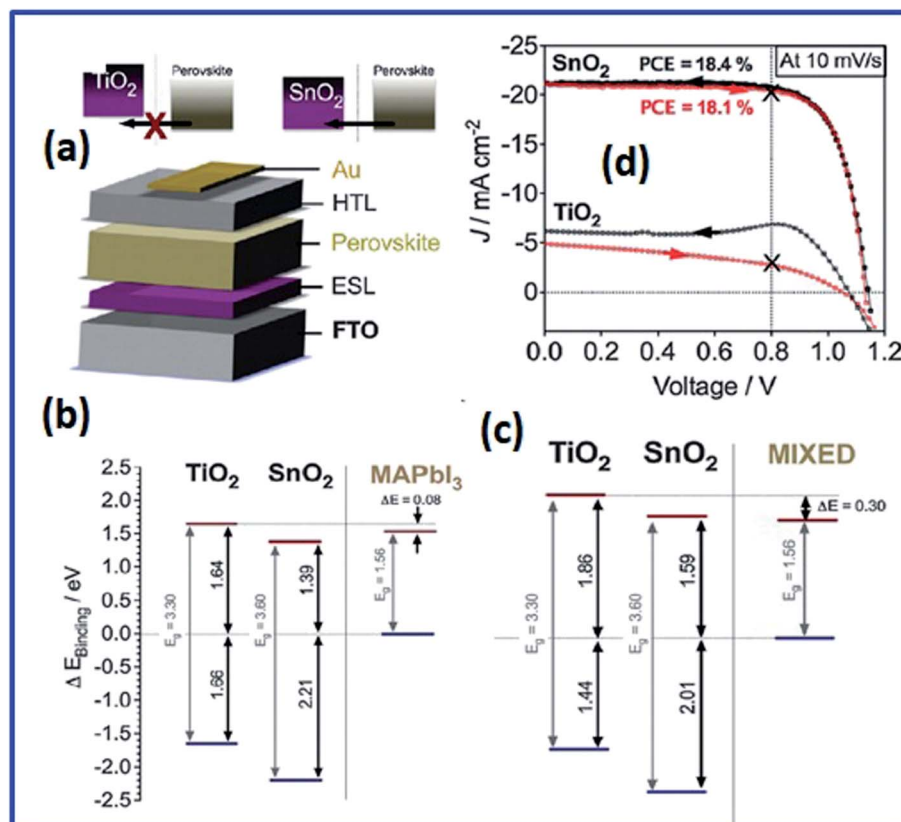 TiO2
Perovskite
X
SnO2
Perovskite
(a)
Au
HTL
Perovskite
ESL
FTO
-25
-20
-15
-10
-5
0
J / mA cm-2
SnO2
PCE = 18.4 %
At 10 mV/s
PCE = 18.1 %
(d)
TiO2
0.0
0.2
0.4
0.6
0.8
1.0
1.2
Voltage / V
(b)
TiO2
SnO2
MAPbI3
ΔE = 0.08
2.5
2.0
1.5
1.0
0.5
0.0
-0.5
-1.0
-1.5
-2.0
-2.5
Δ EBinding / eV
Eg = 3.30
1.64
1.66
Eg = 3.60
1.39
2.21
Eg = 1.56
(c)
TiO2
SnO2
MIXED
ΔE = 0.30
Eg = 3.30
1.86
1.44
Eg = 3.60
1.59
2.01
Eg = 1.56